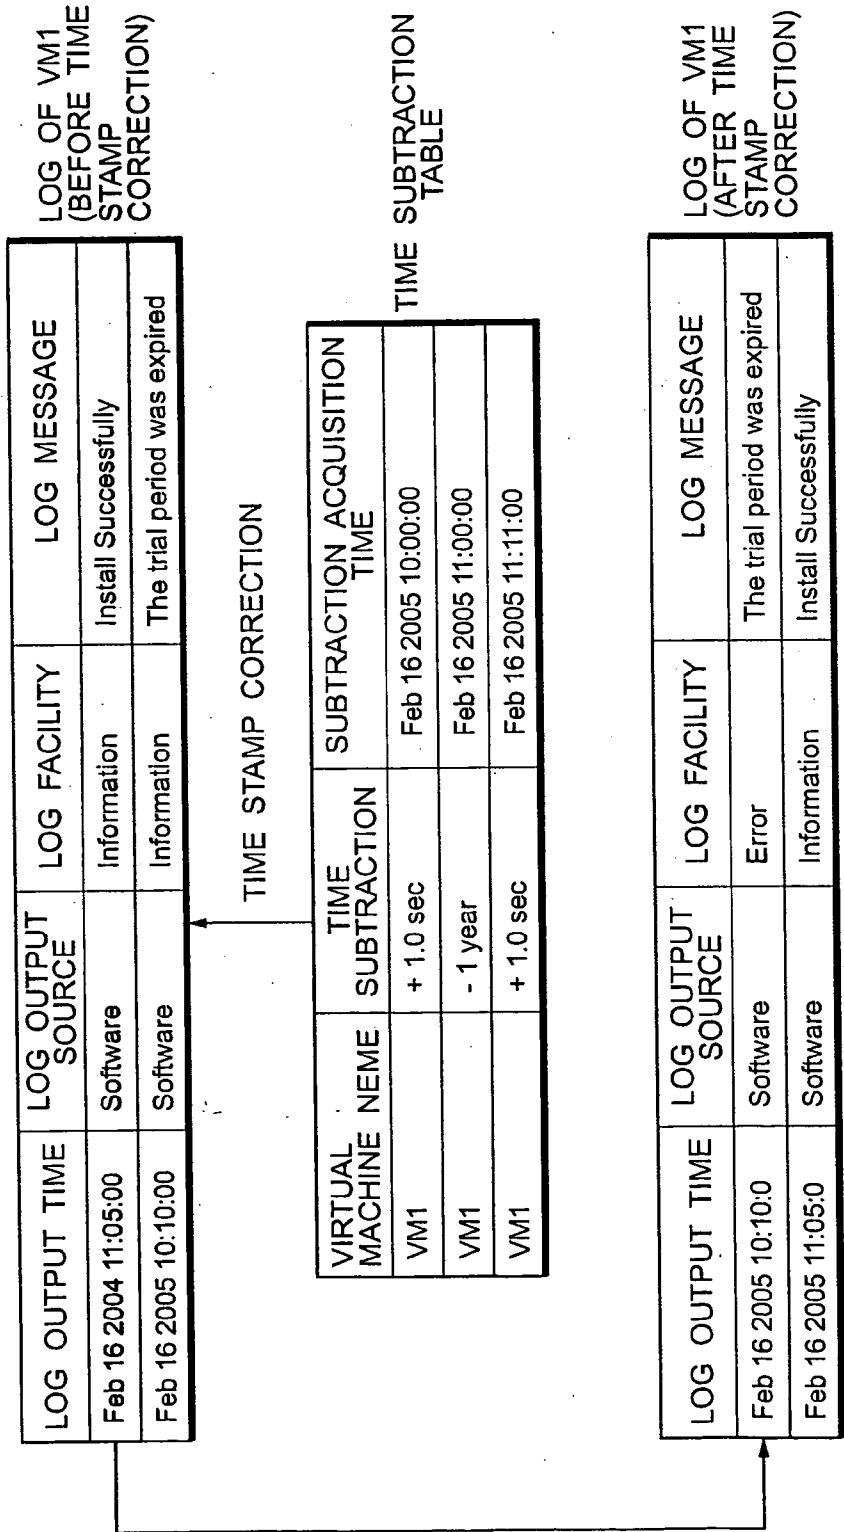 LOG OF VM1
(BEFORE TIME
STAMP
CORRECTION)
LOG OUTPUT TIME LOG OUTPUT SOURCE LOG FACILITY LOG MESSAGE
Feb 16 2004 11:05:00 Software Information Install Successfully
Feb 16 2005 10:10:00 Software Information The trial period was expired
TIME STAMP CORRECTION
TIME SUBTRACTION
TABLE
VIRTUAL MACHINE NEME TIME SUBTRACTION SUBTRACTION ACQUISITION TIME
VM1 + 1.0 sec Feb 16 2005 10:00:00
VM1 - 1 year Feb 16 2005 11:00:00
VM1 + 1.0 sec Feb 16 2005 11:11:00
LOG OF VM1
(AFTER TIME
STAMP
CORRECTION)
LOG OUTPUT TIME LOG OUTPUT SOURCE LOG FACILITY LOG MESSAGE
Feb 16 2005 10:10:0 Software Error The trial period was expired
Feb 16 2005 11:05:0 Software Information Install Successfully